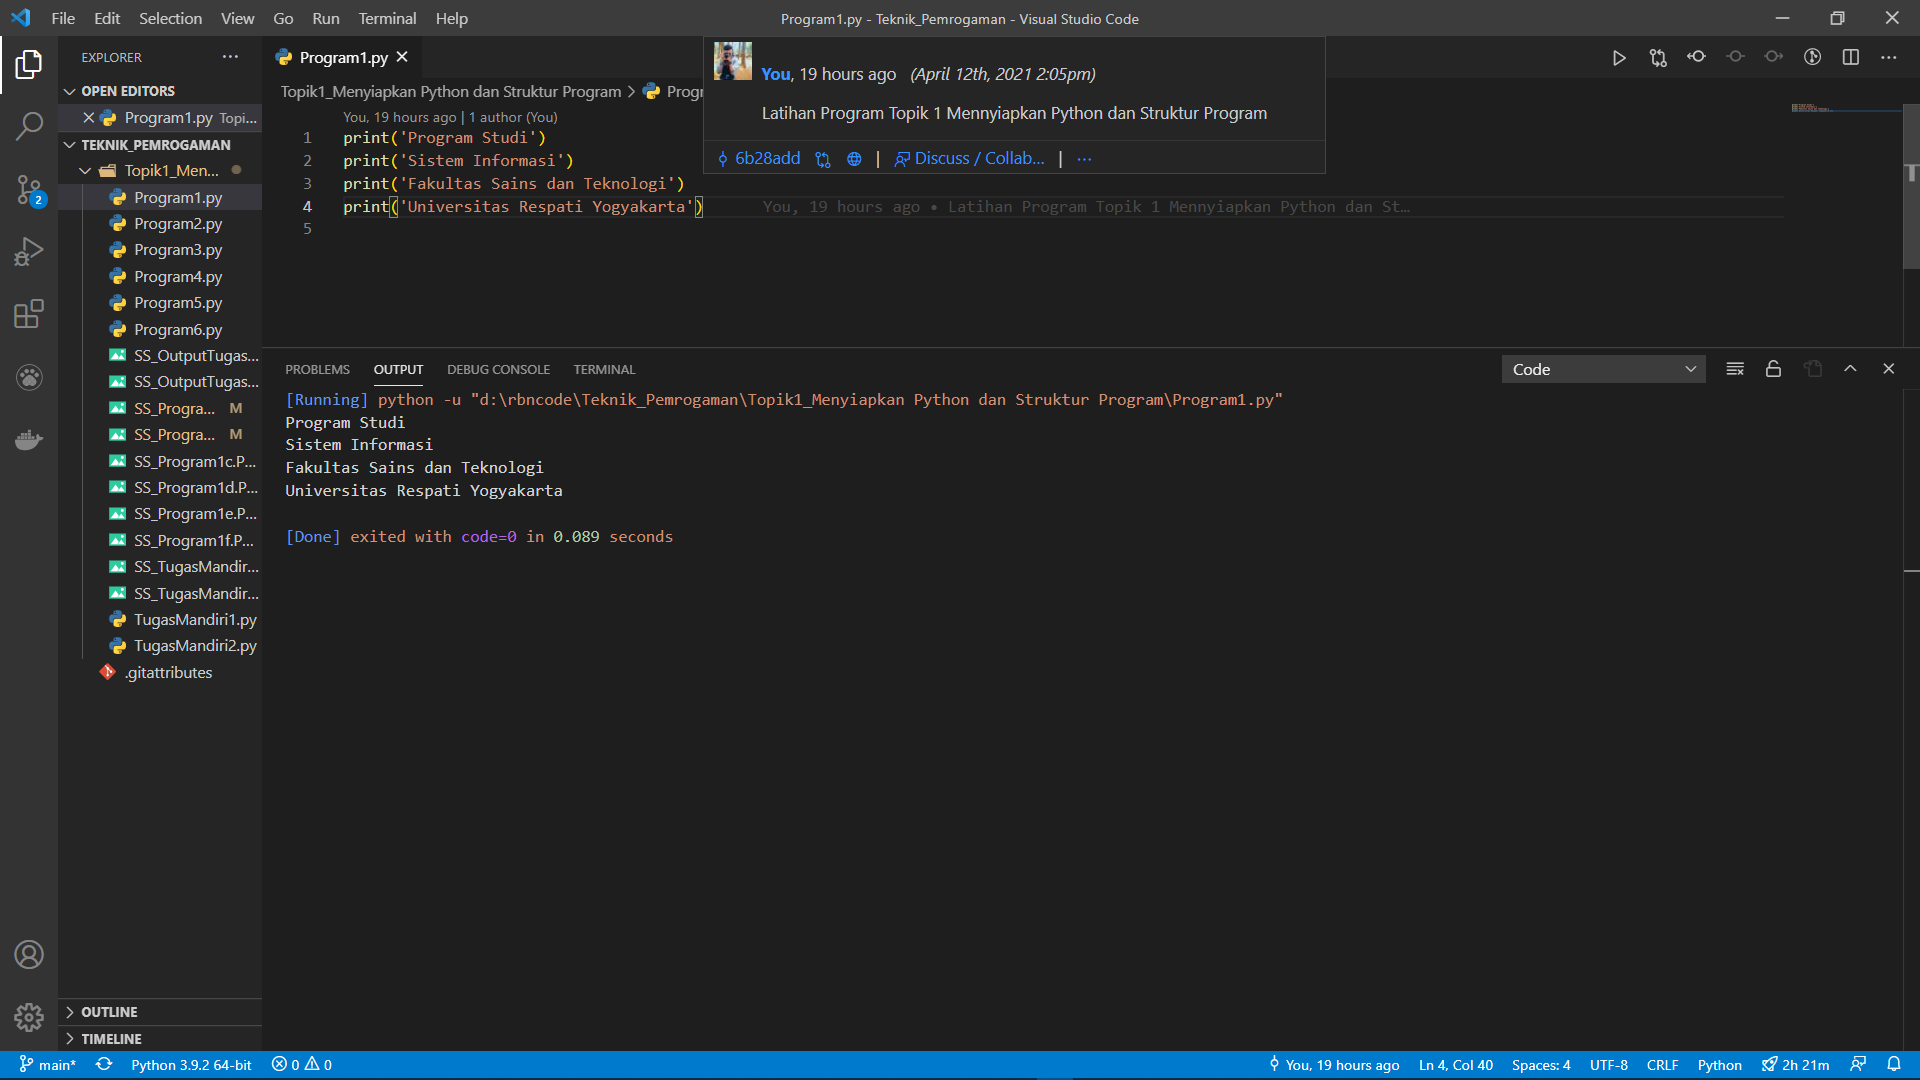 File Edit Selection View Go Run Terminal Help
Program1.py - Teknik_Pemrogaman - Visual Studio Code
EXPLORER
OPEN EDITORS
Program1.py Topi...
TEKNIK_PEMROGAMAN
Topik1_Men...
Program1.py
Program2.py
Program3.py
Program4.py
Program5.py
Program6.py
SS_OutputTugas...
SS_OutputTugas...
SS_Progra... M
SS_Progra... M
SS_Program1c.P...
SS_Program1d.P...
SS_Program1e.P...
SS_Program1f.P...
SS_TugasMandir...
SS_TugasMandir...
TugasMandiri1.py
TugasMandiri2.py
.gitattributes
OUTLINE
TIMELINE
Program1.py
Topik1_Menyiapkan Python dan Struktur Program > Progr
You, 19 hours ago | 1 author (You)
1 print('Program Studi')
2 print('Sistem Informasi')
3 print('Fakultas Sains dan Teknologi')
4 print('Universitas Respati Yogyakarta') You, 19 hours ago • Latihan Program Topik 1 Mennyiapkan Python dan St…
5
You, 19 hours ago (April 12th, 2021 2:05pm)
Latihan Program Topik 1 Mennyiapkan Python dan Struktur Program
6b28add | Discuss / Collab... | ...
PROBLEMS OUTPUT DEBUG CONSOLE TERMINAL
Code
[Running] python -u "d:\rbncode\Teknik_Pemrogaman\Topik1_Menyiapkan Python dan Struktur Program\Program1.py"
Program Studi
Sistem Informasi
Fakultas Sains dan Teknologi
Universitas Respati Yogyakarta
[Done] exited with code=0 in 0.089 seconds
2
main* Python 3.9.2 64-bit 0 0
You, 19 hours ago Ln 4, Col 40 Spaces: 4 UTF-8 CRLF Python 2h 21m